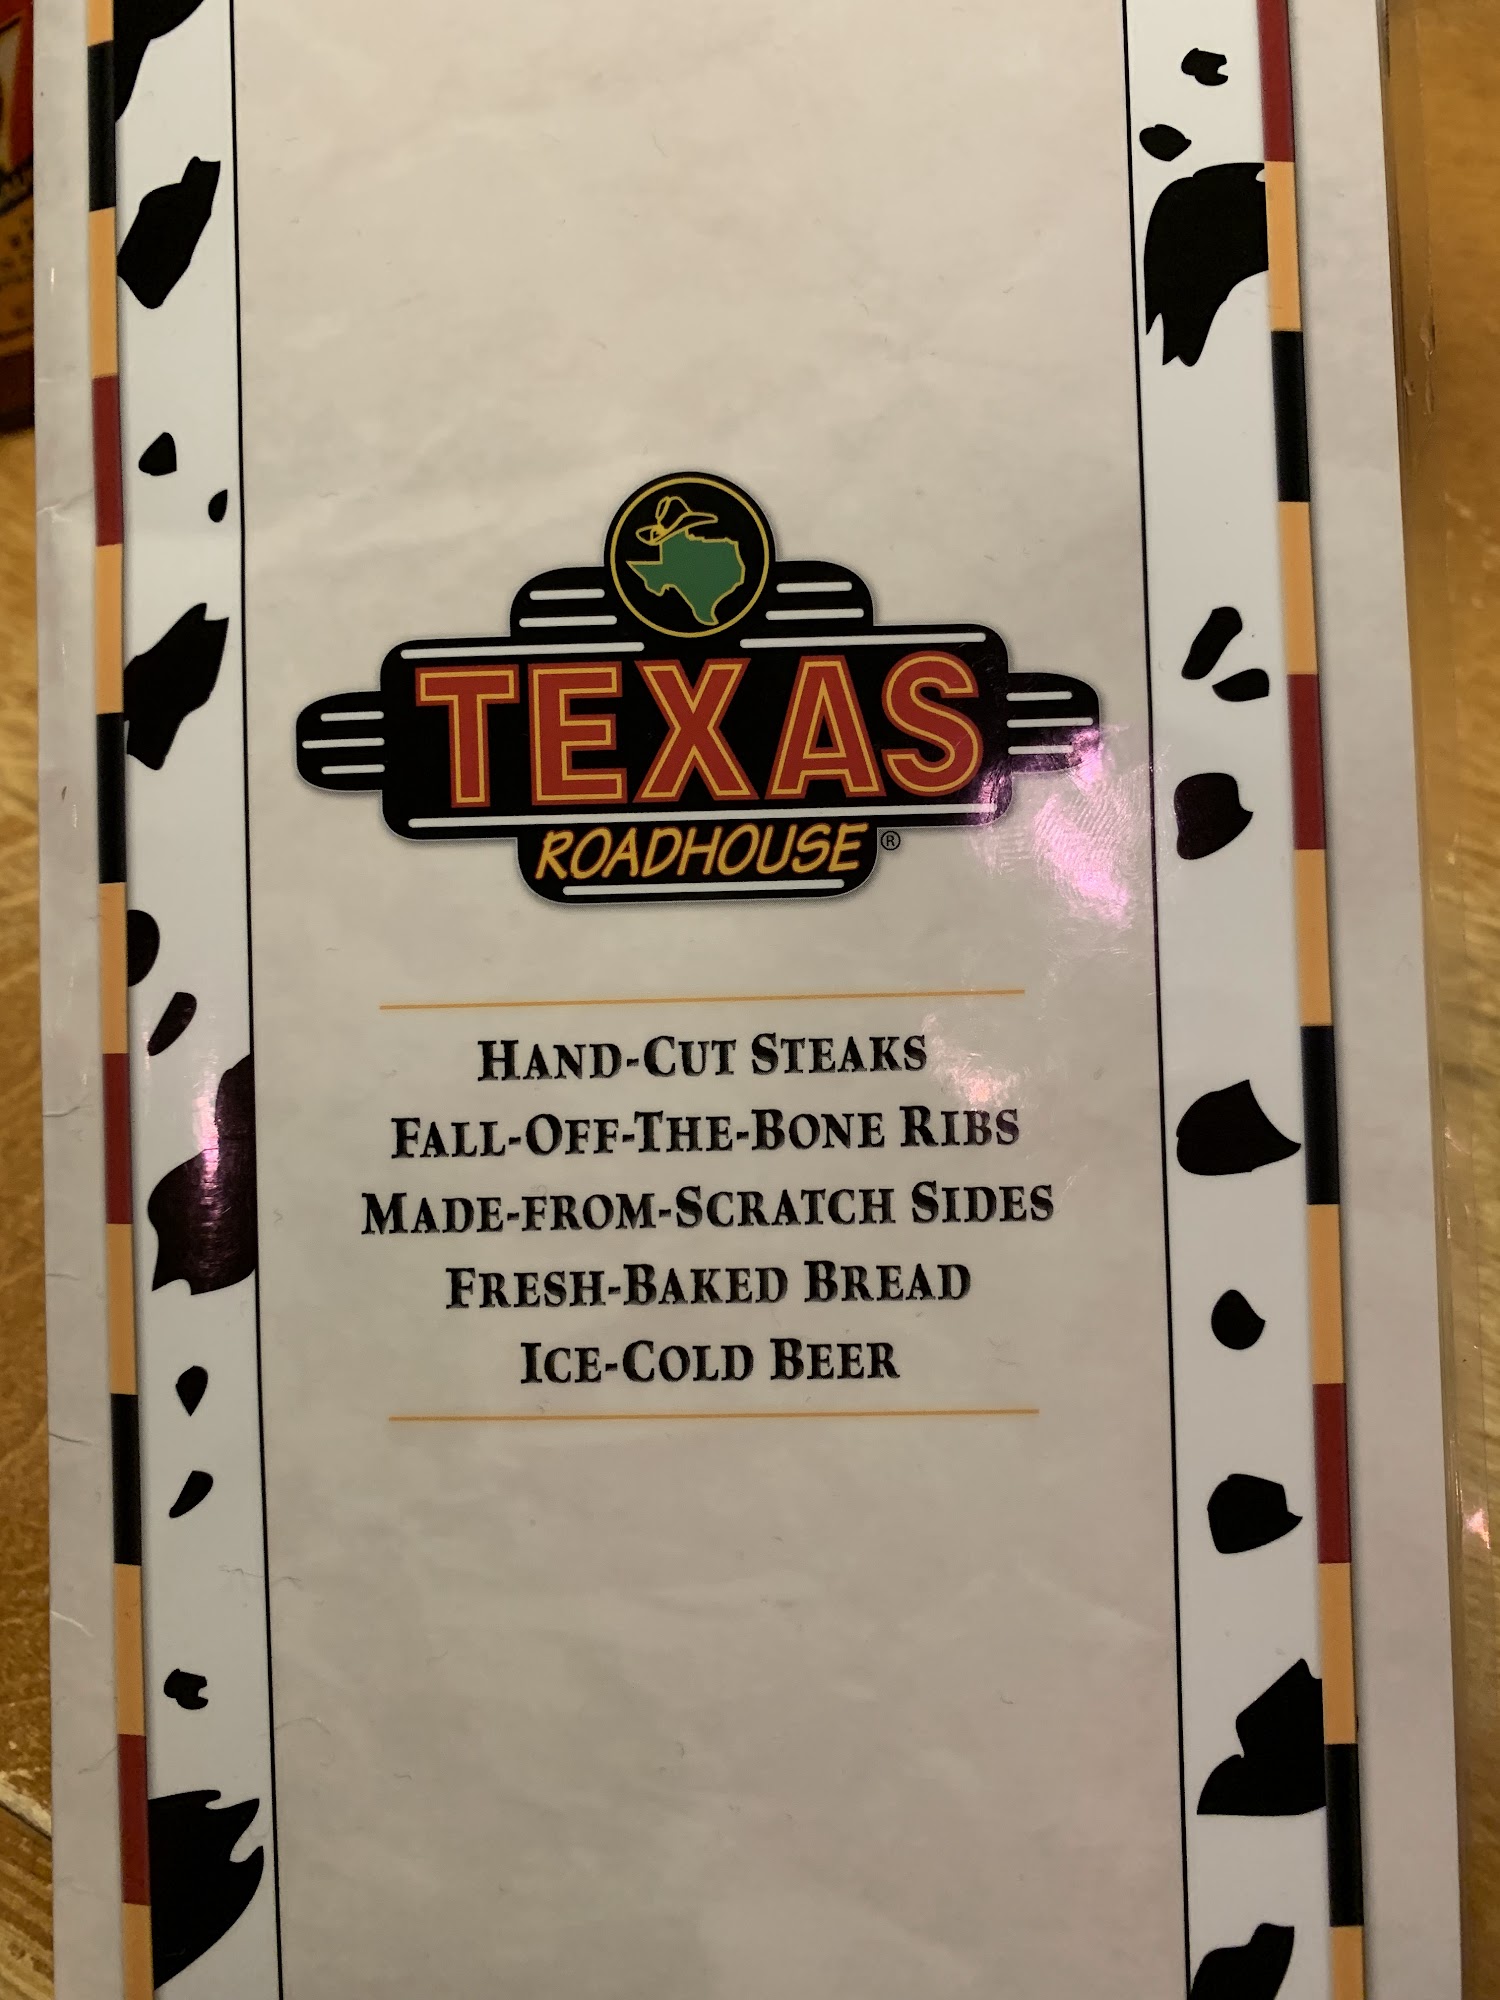 TEXAS
ROADHOUSE®
HAND-CUT STEAKS
FALL-OFF-THE-BONE RIBS
MADE-FROM-SCRATCH SIDES
FRESH-BAKED BREAD
ICE-COLD BEER